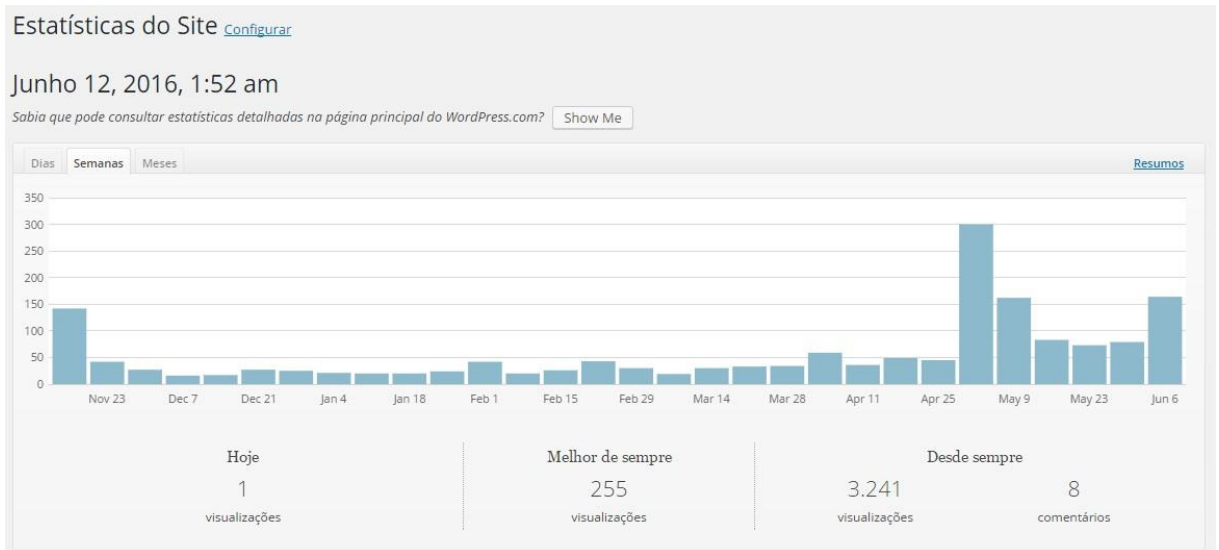 Estatísticas do Site Configurar
Junho 12, 2016, 1:52 am
Sabia que pode consultar estatísticas detalhadas na página principal do WordPress.com? Show Me
Dias Semanas Meses Resumos
350
300
250
200
150
100
50
0
Nov 23 Dec 7 Dec 21 Jan 4 Jan 18 Feb 1 Feb 15 Feb 29 Mar 14 Mar 28 Apr 11 Apr 25 May 9 May 23 Jun 6
Hoje Melhor de sempre Desde sempre
1 255 3.241 8
visualizações visualizações visualizações comentários